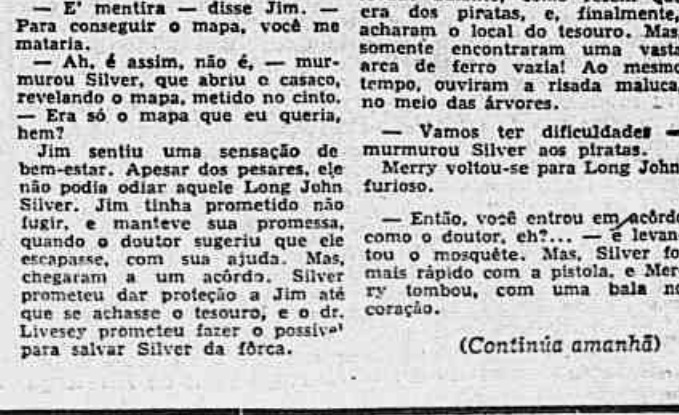 — E' mentira — disse Jim. —
Para conseguir o mapa, você me
mataria.
— Ah, é assim, não é, — mur-
murou Silver, que abriu o casaco,
revelando o mapa, metido no cinto.
— Era só o mapa que eu queria,
hem?
Jim sentiu uma sensação de
bem-estar. Apesar dos pesares, ele
não podia odiar aquele Long John
Silver. Jim tinha prometido não
fugir, e manteve sua promessa,
quando o doutor sugeriu que ele
escapasse, com sua ajuda. Mas,
chegaram a um acôrdo. Silver
prometeu dar proteção a Jim até
que se achasse o tesouro, e o dr.
Livesey prometeu fazer o possivel
para salvar Silver da fôrca.
era dos piratas, e, finalmente,
acharam o local do tesouro. Mas
somente encontraram uma vasta
arca de ferro vazia! Ao mesmo
tempo, ouviram a risada maluca,
no meio das árvores.
— Vamos ter dificuldades —
murmurou Silver aos piratas.
Merry voltou-se para Long John
furioso.
— Então, você entrou em acôrdo
como o doutor, eh?... — e levan-
tou o mosquête. Mas, Silver fo
mais rápido com a pistola, e Mer-
ry tombou, com uma bala no
coração.
(Continúa amanhã)